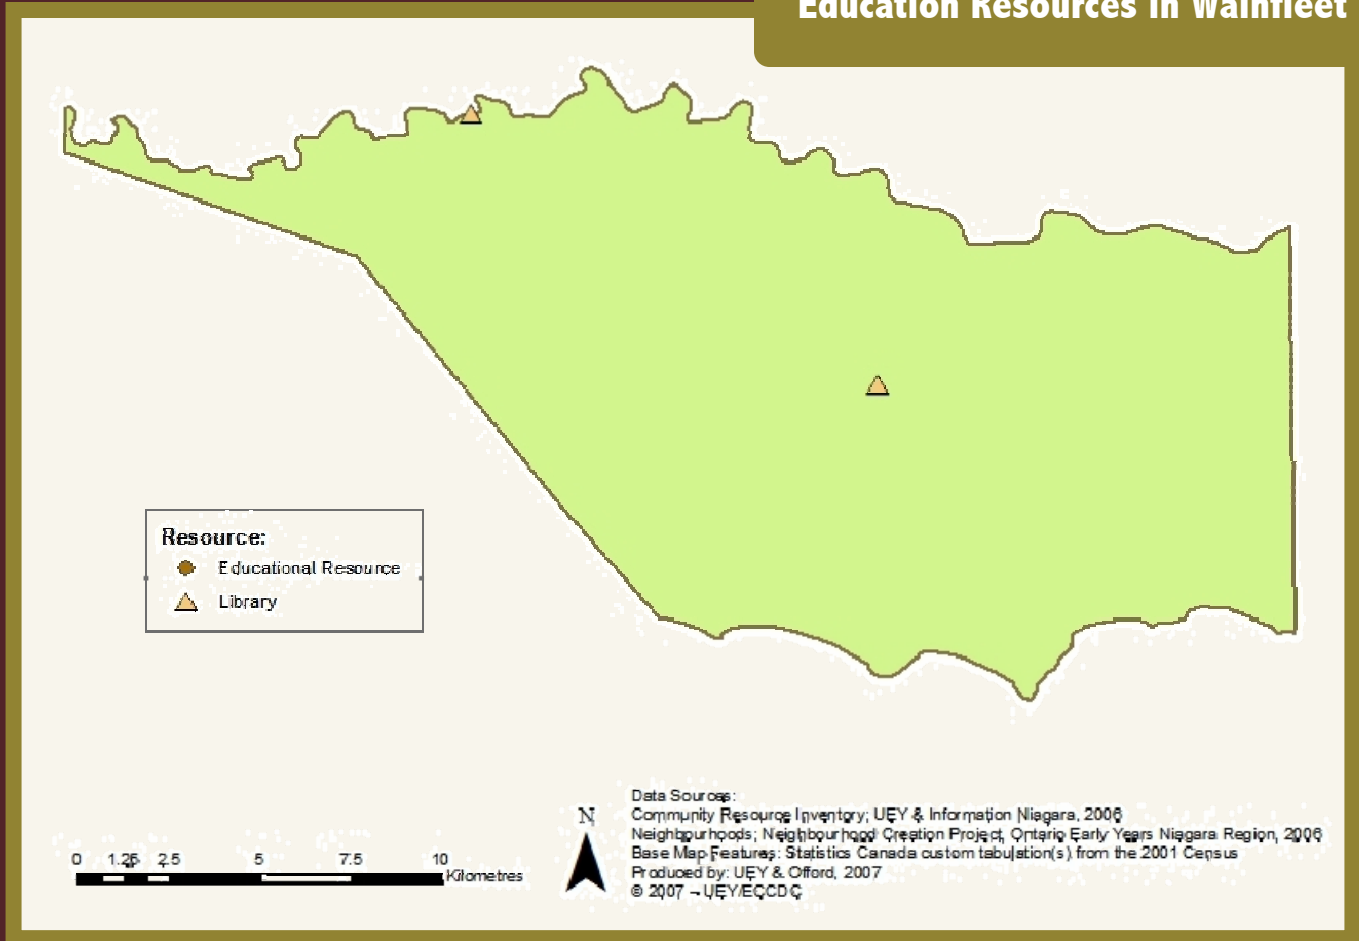 Education Resources in Wainfleet
Resource:
Educational Resource
Library
0 1.25 2.5 5 7.5 10
Kilometres
N
Data Sources:
Community Resource Inventory; UEY & Information Niagara, 2006
Neighbourhoods; Neighbourhood Creation Project, Ontario Early Years Niagara Region, 2006
Base Map Features: Statistics Canada custom tabulation(s) from the 2001 Census
Produced by: UEY & Offord, 2007
© 2007 – UEY/ECCDC